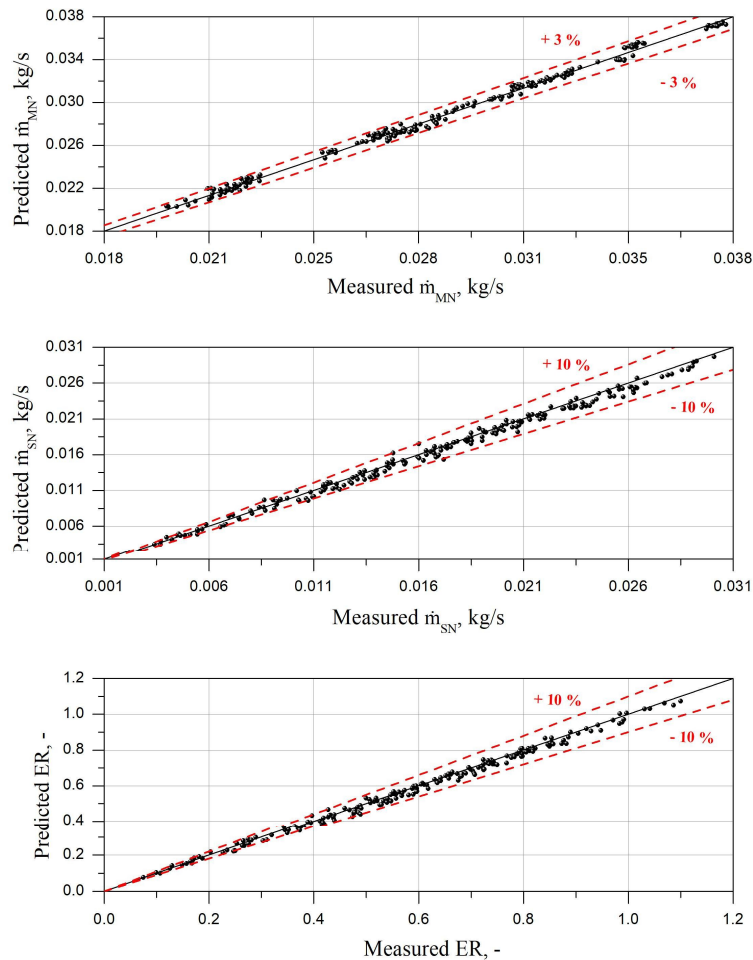 0.038
0.034
0.030
0.026
0.022
0.018
Predicted ṁMN, kg/s
+ 3 %
- 3 %
0.018 0.021 0.025 0.028 0.031 0.035 0.038
Measured ṁMN, kg/s
0.031
0.026
0.021
0.016
0.011
0.006
0.001
Predicted ṁSN, kg/s
+ 10 %
- 10 %
0.001 0.006 0.011 0.016 0.021 0.026 0.031
Measured ṁSN, kg/s
1.2
1.0
0.8
0.6
0.4
0.2
0.0
Predicted ER, -
+ 10 %
- 10 %
0.0 0.2 0.4 0.6 0.8 1.0 1.2
Measured ER, -